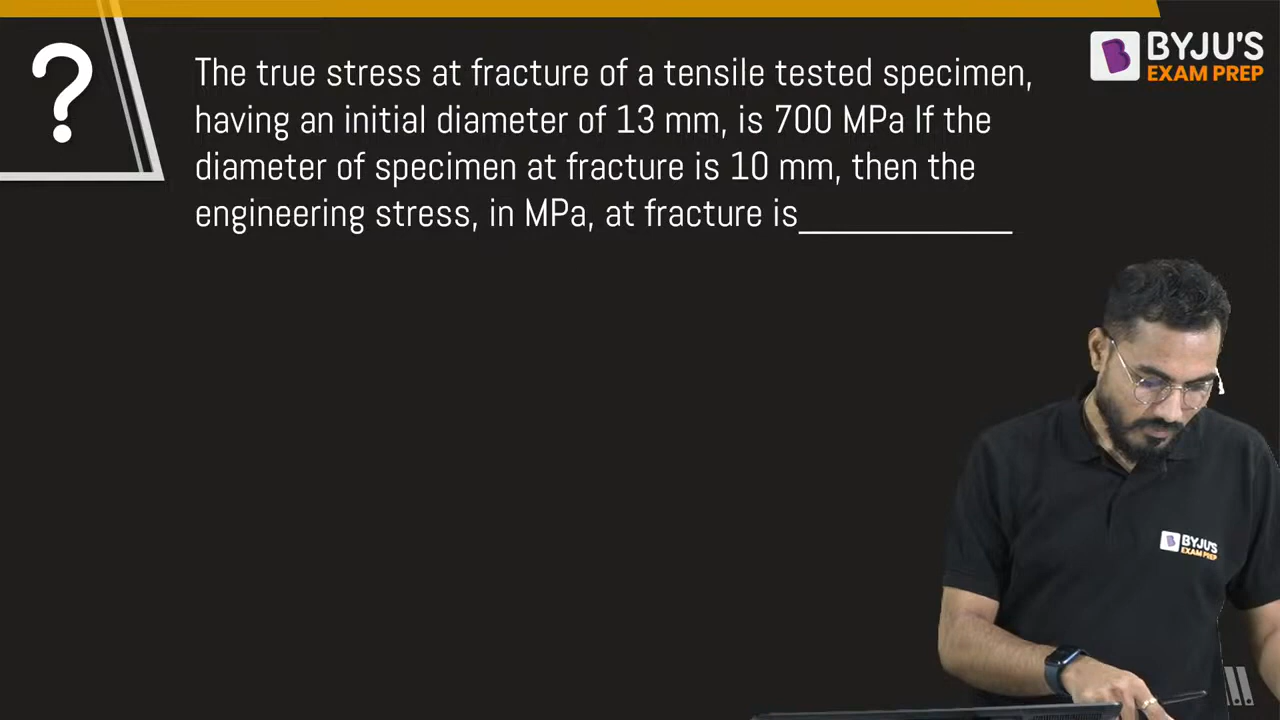 ?
BYJU'S
EXAM PREP
The true stress at fracture of a tensile tested specimen,
having an initial diameter of 13 mm, is 700 MPa If the
diameter of specimen at fracture is 10 mm, then the
engineering stress, in MPa, at fracture is____________
BYJU'S
EXAM PREP